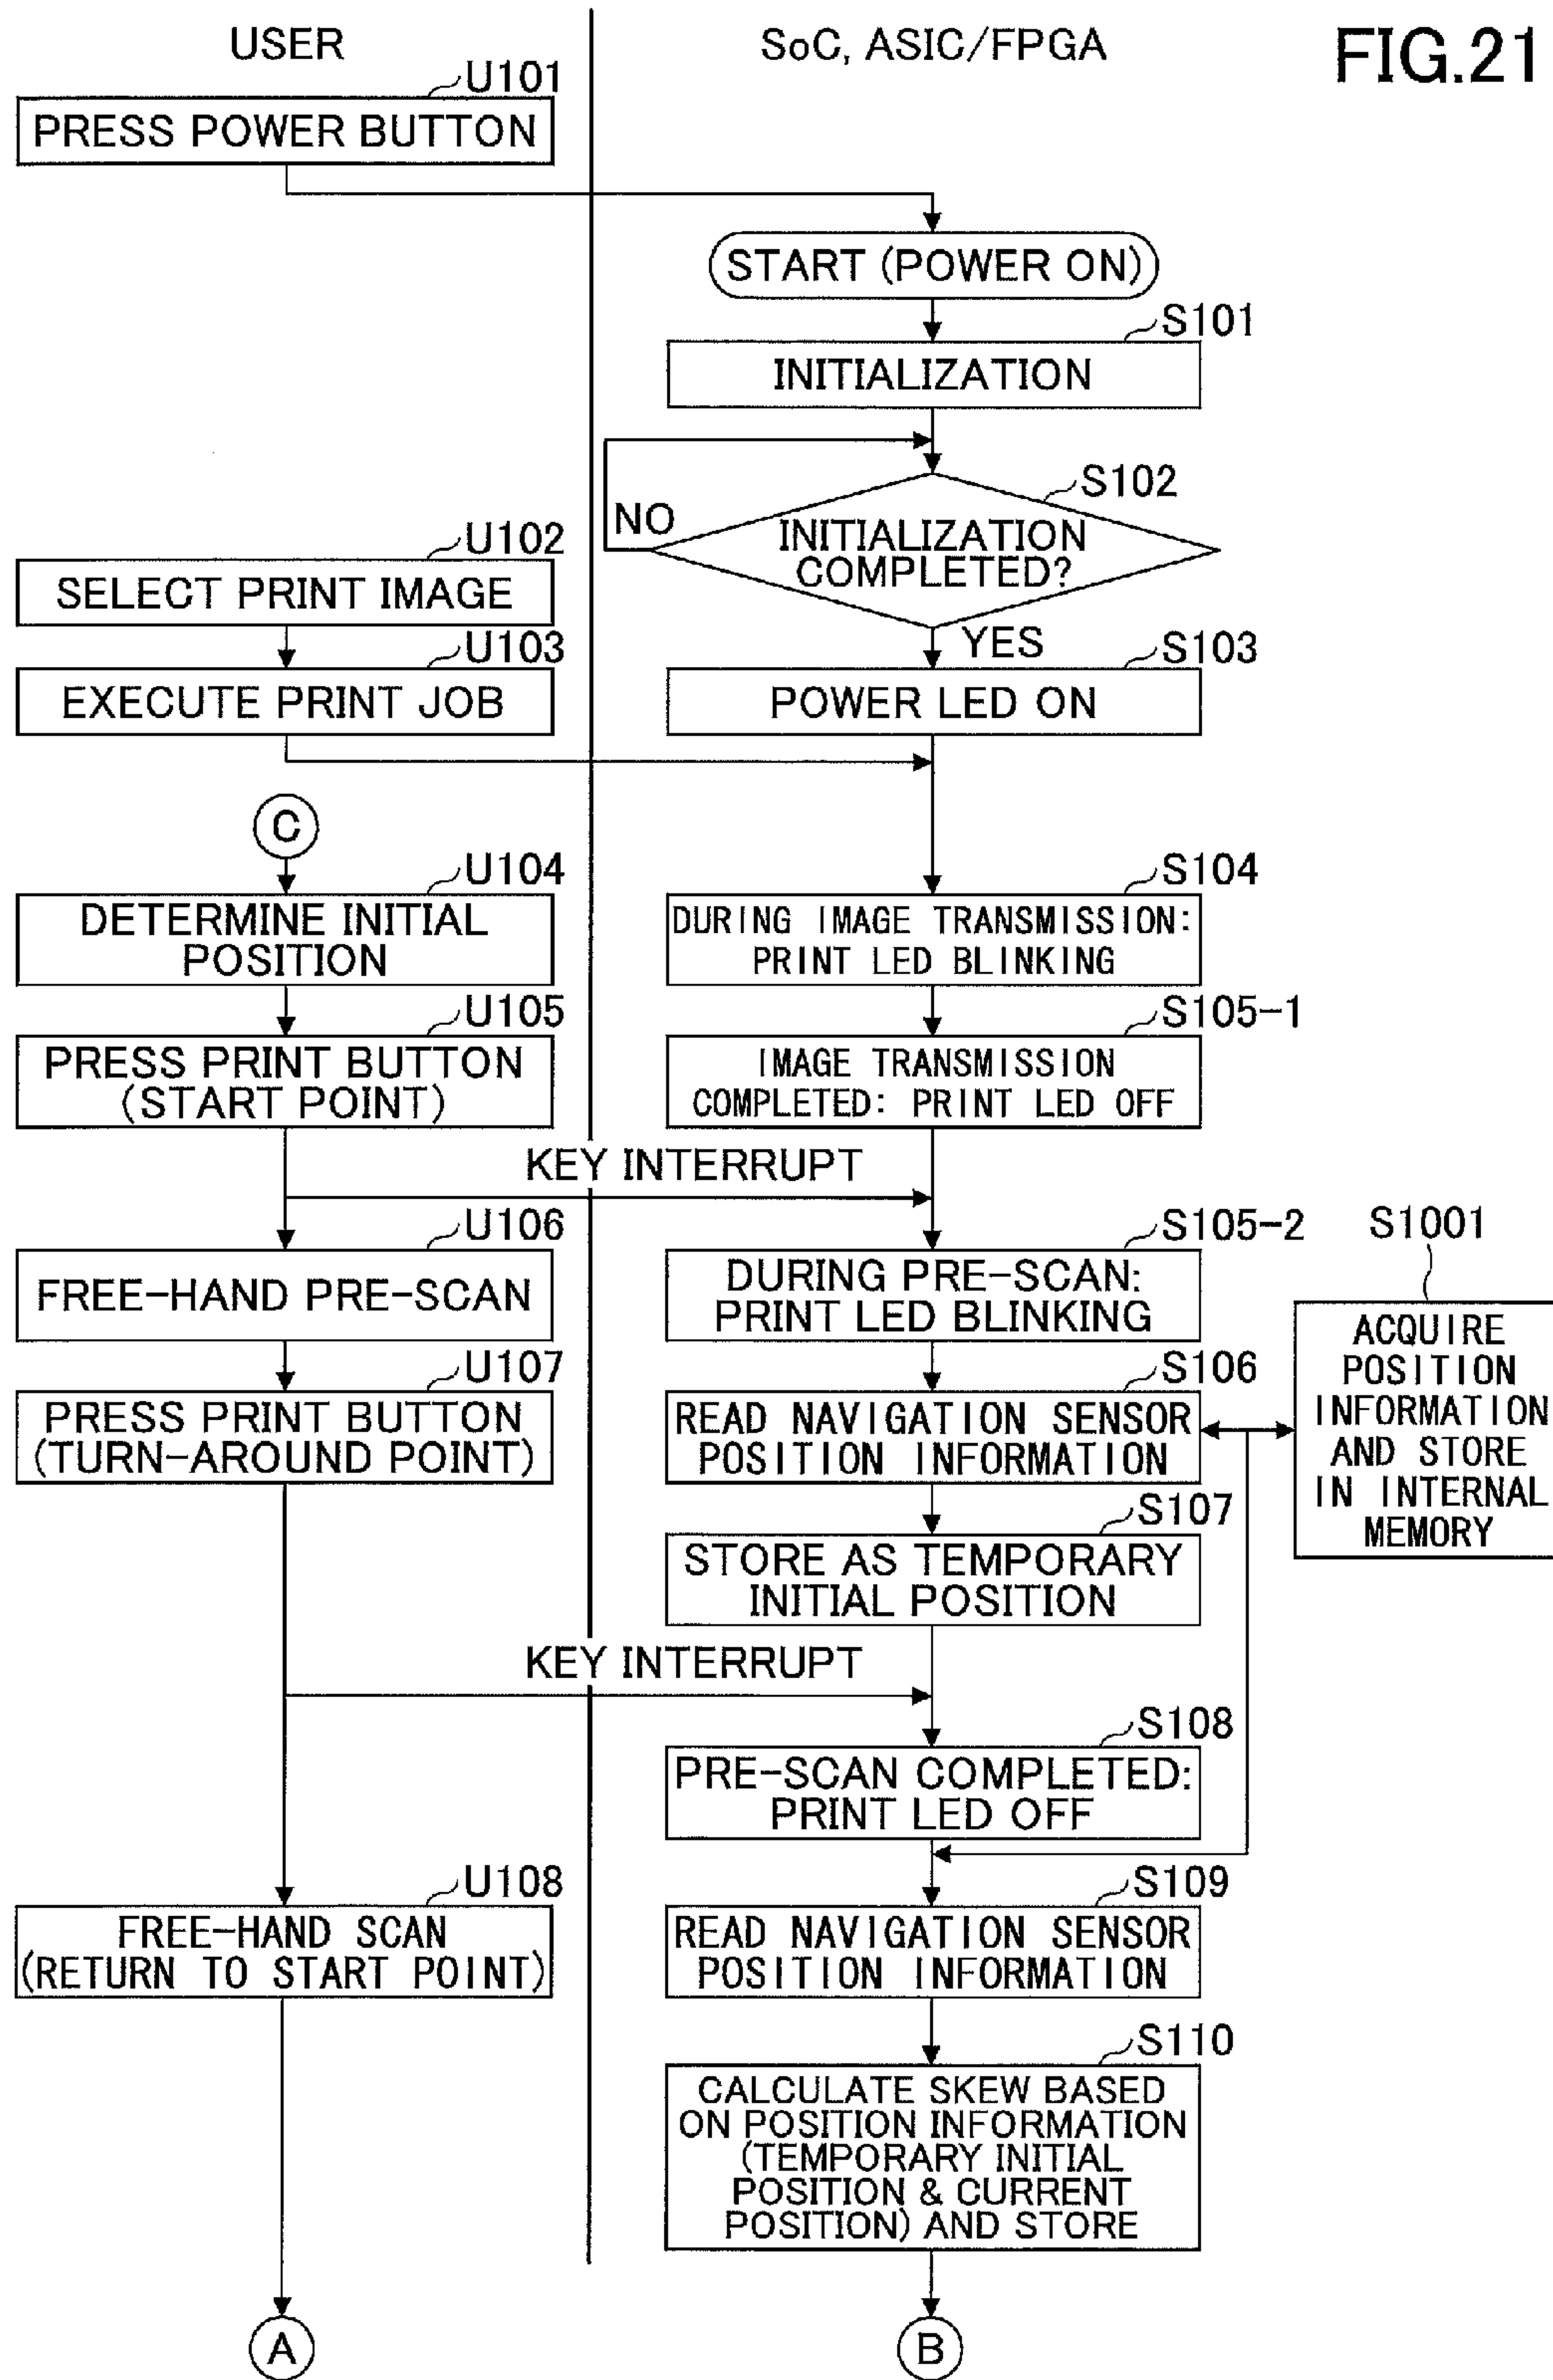 USER
SoC, ASIC/FPGA
FIG.21
U101
PRESS POWER BUTTON
START (POWER ON)
S101
INITIALIZATION
S102
NO
INITIALIZATION
COMPLETED?
YES
U102
SELECT PRINT IMAGE
U103
EXECUTE PRINT JOB
S103
POWER LED ON
C
U104
DETERMINE INITIAL
POSITION
S104
DURING IMAGE TRANSMISSION:
PRINT LED BLINKING
U105
PRESS PRINT BUTTON
(START POINT)
S105-1
IMAGE TRANSMISSION
COMPLETED: PRINT LED OFF
KEY INTERRUPT
U106
FREE-HAND PRE-SCAN
S105-2
DURING PRE-SCAN:
PRINT LED BLINKING
S1001
ACQUIRE
POSITION
INFORMATION
AND STORE
IN INTERNAL
MEMORY
U107
PRESS PRINT BUTTON
(TURN-AROUND POINT)
S106
READ NAVIGATION SENSOR
POSITION INFORMATION
S107
STORE AS TEMPORARY
INITIAL POSITION
KEY INTERRUPT
S108
PRE-SCAN COMPLETED:
PRINT LED OFF
U108
FREE-HAND SCAN
(RETURN TO START POINT)
S109
READ NAVIGATION SENSOR
POSITION INFORMATION
S110
CALCULATE SKEW BASED
ON POSITION INFORMATION
(TEMPORARY INITIAL
POSITION & CURRENT
POSITION) AND STORE
A
B